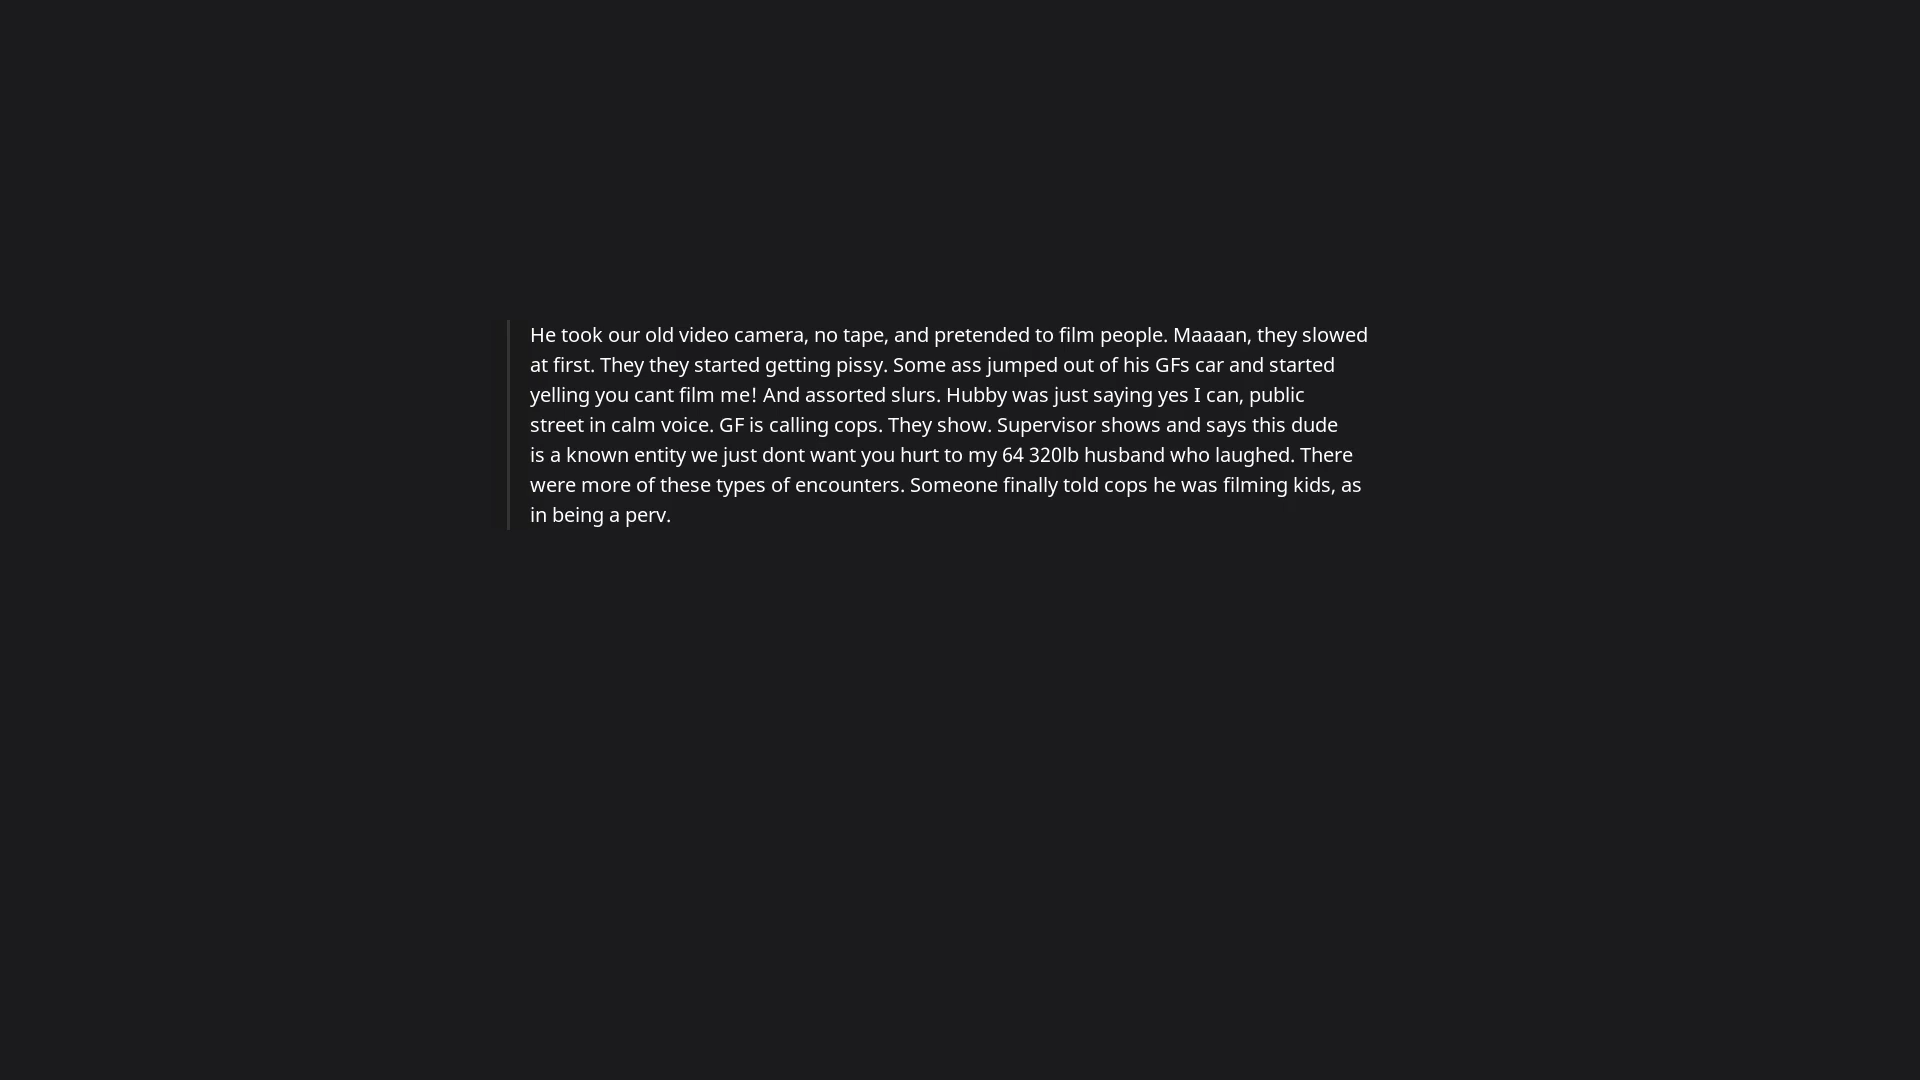 He took our old video camera, no tape, and pretended to film people. Maaaan, they slowed
at first. They they started getting pissy. Some ass jumped out of his GFs car and started
yelling you cant film me! And assorted slurs. Hubby was just saying yes I can, public
street in calm voice. GF is calling cops. They show. Supervisor shows and says this dude
is a known entity we just dont want you hurt to my 64 320lb husband who laughed. There
were more of these types of encounters. Someone finally told cops he was filming kids, as
in being a perv.